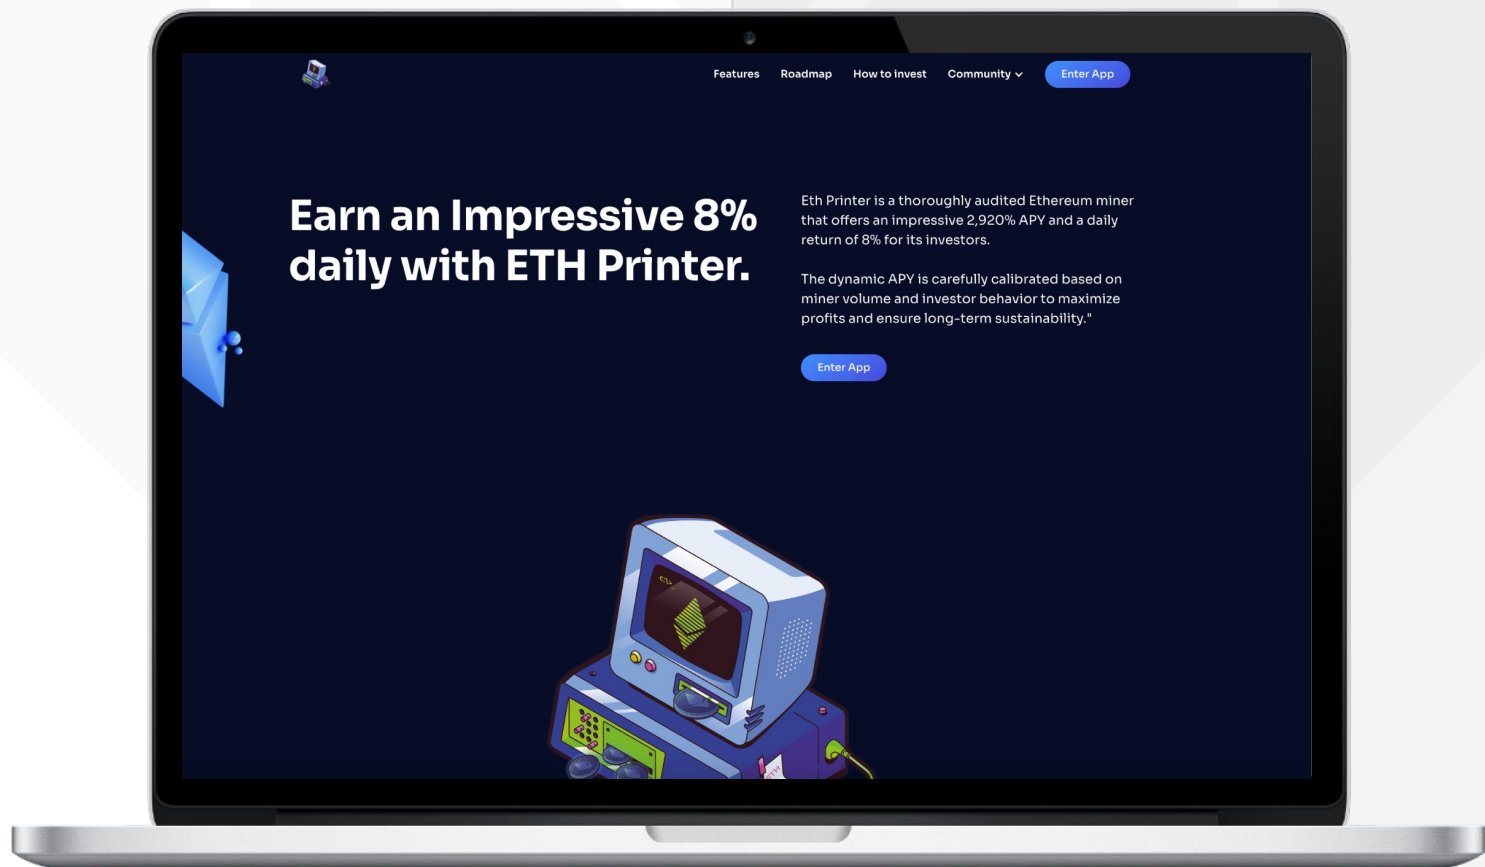 Features Roadmap How to invest Community Enter App
Earn an Impressive 8%
daily with ETH Printer.
Eth Printer is a thoroughly audited Ethereum miner
that offers an impressive 2,920% APY and a daily
return of 8% for its investors.
The dynamic APY is carefully calibrated based on
miner volume and investor behavior to maximize
profits and ensure long-term sustainability."
Enter App
C:\>_
ETH